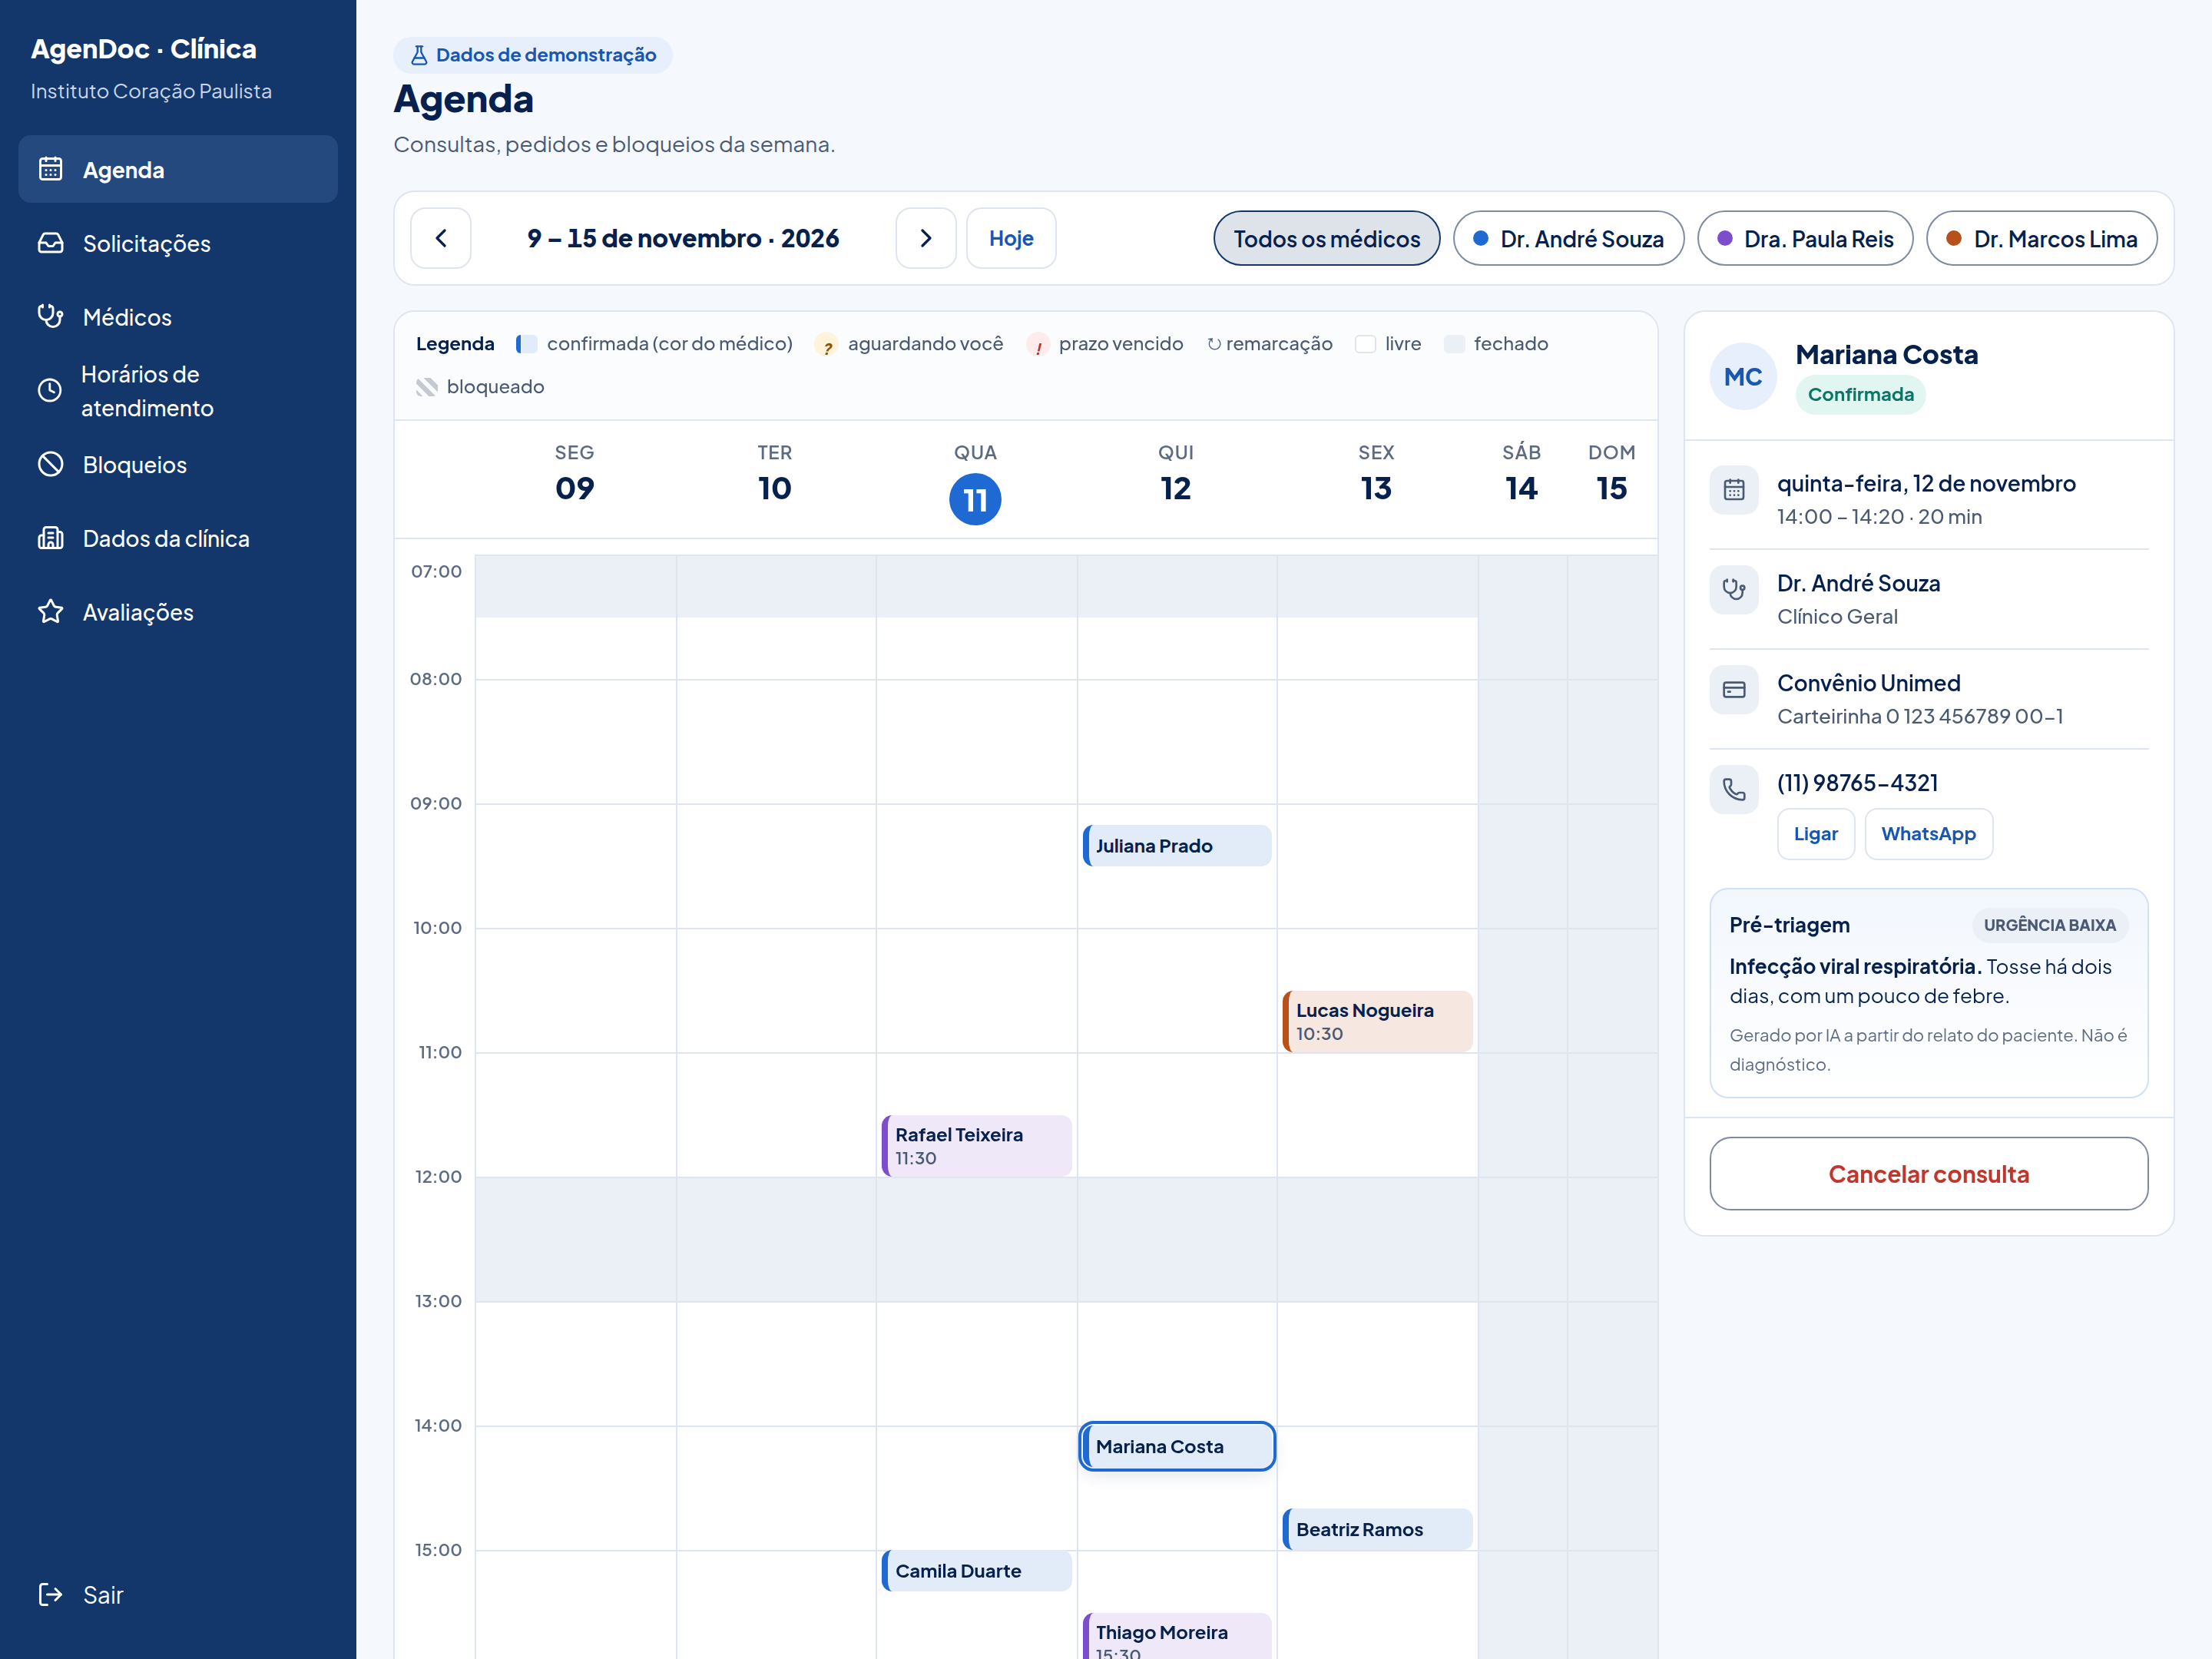 AgenDoc · Clínica
Instituto Coração Paulista
Agenda
Solicitações
Médicos
Horários de
atendimento
Bloqueios
Dados da clínica
Avaliações
Sair
Dados de demonstração
Agenda
Consultas, pedidos e bloqueios da semana.
9 – 15 de novembro · 2026
Hoje
Todos os médicos
Dr. André Souza
Dra. Paula Reis
Dr. Marcos Lima
Legenda confirmada (cor do médico) ? aguardando você ! prazo vencido ↻ remarcação livre fechado
bloqueado
SEG TER QUA QUI SEX SÁB DOM
09 10 11 12 13 14 15
07:00
08:00
09:00
Juliana Prado
10:00
Lucas Nogueira
10:30
11:00
Rafael Teixeira
11:30
12:00
13:00
14:00
Mariana Costa
Beatriz Ramos
15:00
Camila Duarte
Thiago Moreira
15:30
MC
Mariana Costa
Confirmada
quinta-feira, 12 de novembro
14:00 – 14:20 · 20 min
Dr. André Souza
Clínico Geral
Convênio Unimed
Carteirinha 0 123 456789 00-1
(11) 98765-4321
Ligar
WhatsApp
Pré-triagem
URGÊNCIA BAIXA
Infecção viral respiratória. Tosse há dois
dias, com um pouco de febre.
Gerado por IA a partir do relato do paciente. Não é
diagnóstico.
Cancelar consulta